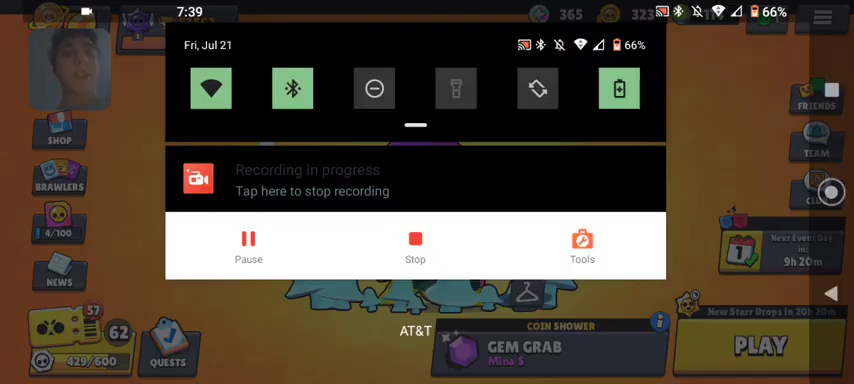 7:39
365
323
66%
Fri, Jul 21
66%
SHOP
FRIENDS
TEAM
BRAWLERS
Recording in progress
Tap here to stop recording
4/100
Pause
Stop
Tools
NEXT EVENT DAY
IN:
9h 20m
NEWS
57
62
429/600
QUESTS
AT&T
COIN SHOWER
GEM GRAB
NEW STARR DROPS IN 20h 20m
PLAY